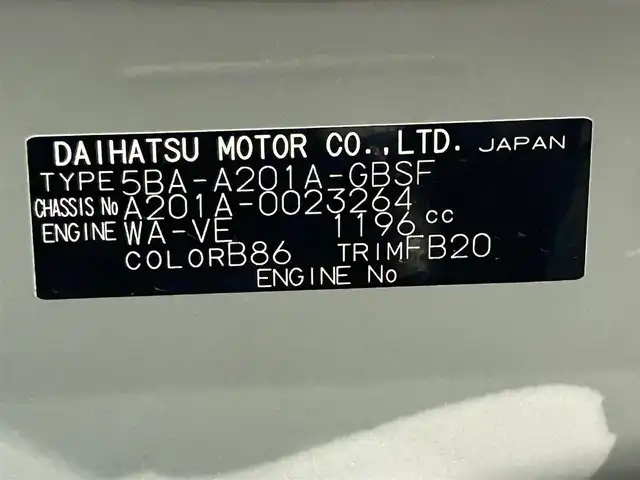 DAIHATSU MOTOR CO.,LTD. JAPAN
TYPE 5BA-A201A-GBSF
CHASSIS No A201A-0023264
ENGINE WA-VE 1196 cc
COLOR B86 TRIM FB20
ENGINE No